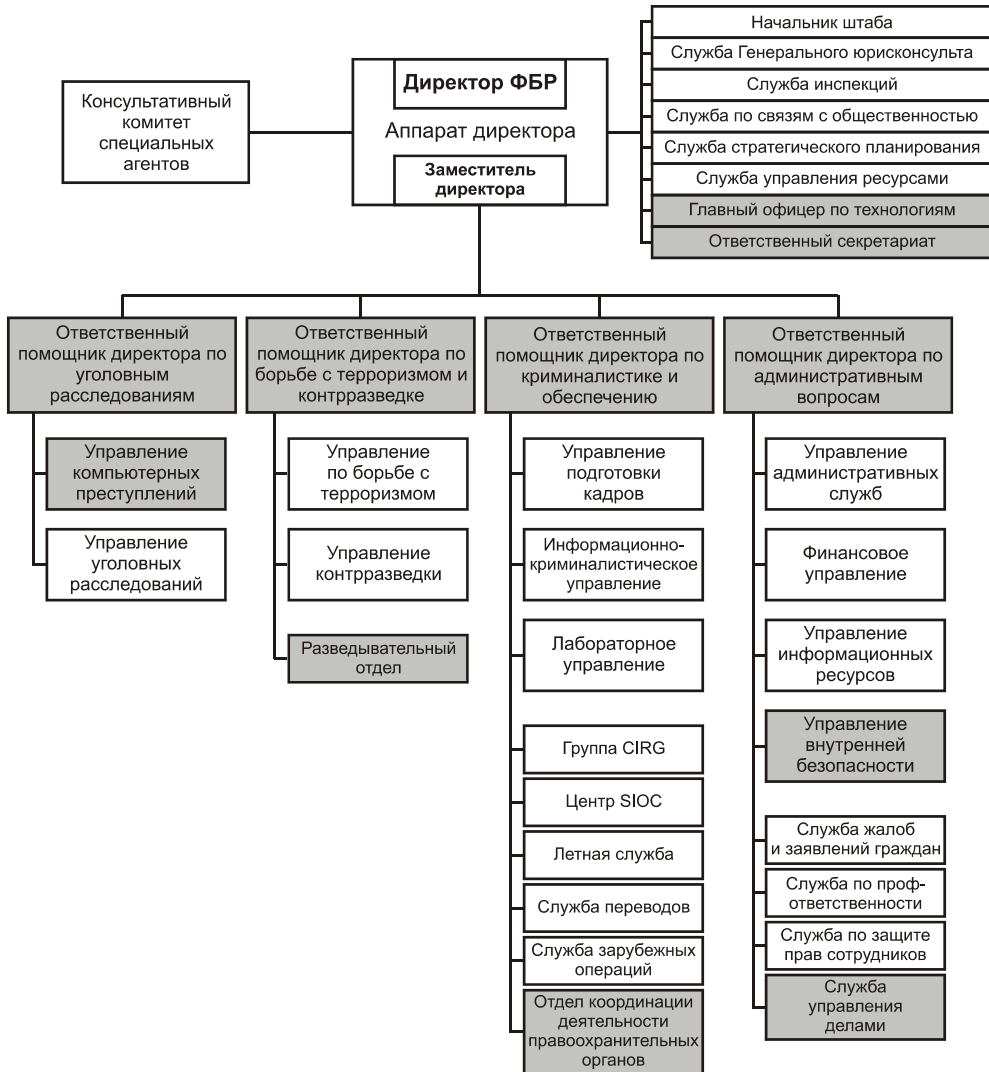 Консультативный
комитет
специальных
агентов
Директор ФБР
Аппарат директора
Заместитель
директора
Начальник штаба
Служба Генерального юрисконсульта
Служба инспекций
Служба по связям с общественностью
Служба стратегического планирования
Служба управления ресурсами
Главный офицер по технологиям
Ответственный секретариат
Ответственный
помощник директора по
уголовным
расследованиям
Управление
компьютерных
преступлений
Управление
уголовных
расследований
Ответственный
помощник директора по
борьбе с терроризмом и
контрразведке
Управление
по борьбе с
терроризмом
Управление
контрразведки
Разведывательный
отдел
Ответственный
помощник директора по
криминалистике и
обеспечению
Управление
подготовки
кадров
Информационно-
криминалистическое
управление
Лабораторное
управление
Группа CIRG
Центр SIOC
Летная служба
Служба переводов
Служба зарубежных
операций
Отдел координации
деятельности
правоохранительных
органов
Ответственный
помощник директора по
административным
вопросам
Управление
административных
служб
Финансовое
управление
Управление
информационных
ресурсов
Управление
внутренней
безопасности
Служба жалоб
и заявлений граждан
Служба по проф-
ответственности
Служба по защите
прав сотрудников
Служба
управления
делами